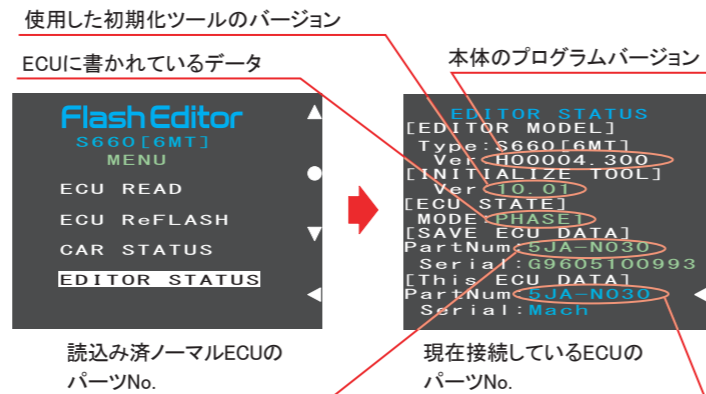 使用した初期化ツールのバージョン
ECUに書かれているデータ
本体のプログラムバージョン
Flash Editor
S660[6MT]
MENU
ECU READ
ECU ReFLASH
CAR STATUS
EDITOR STATUS
EDITOR STATUS
[EDITOR MODEL]
Type:S660[6MT]
Ver H00004.300
[INITIALIZE TOOL]
Ver 10.01
[ECU STATE]
MODE:PHASE1
[SAVE ECU DATA]
PartNum:5JA-N030
Serial:G9605100993
[This ECU DATA]
PartNum:5JA-N030
Serial:Mach
読込み済ノーマルECUの
パーツNo.
現在接続しているECUの
パーツNo.